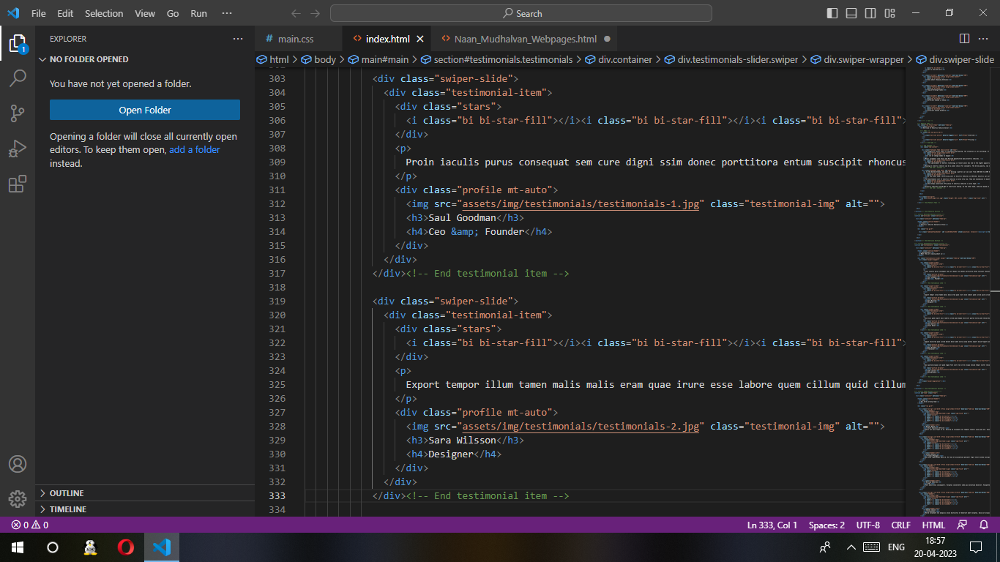 File Edit Selection View Go Run ···
Search
EXPLORER ···
NO FOLDER OPENED
You have not yet opened a folder.
Open Folder
Opening a folder will close all currently open
editors. To keep them open, add a folder
instead.
OUTLINE
TIMELINE
# main.css
<> index.html
<> Naan_Mudhalvan_Webpages.html
html > body > main#main > section#testimonials.testimonials > div.container > div.testimonials-slider.swiper > div.swiper-wrapper > div.swiper-slide
303 <div class="swiper-slide">
304 <div class="testimonial-item">
305 <div class="stars">
306 <i class="bi bi-star-fill"></i><i class="bi bi-star-fill"></i><i class="bi bi-star-fill">
307 </div>
308 <p>
309 Proin iaculis purus consequat sem cure digni ssim donec porttitora entum suscipit rhoncus
310 </p>
311 <div class="profile mt-auto">
312 <img src="assets/img/testimonials/testimonials-1.jpg" class="testimonial-img" alt="">
313 <h3>Saul Goodman</h3>
314 <h4>Ceo &amp; Founder</h4>
315 </div>
316 </div>
317 </div><!-- End testimonial item -->
318
319 <div class="swiper-slide">
320 <div class="testimonial-item">
321 <div class="stars">
322 <i class="bi bi-star-fill"></i><i class="bi bi-star-fill"></i><i class="bi bi-star-fill">
323 </div>
324 <p>
325 Export tempor illum tamen malis malis eram quae irure esse labore quem cillum quid cillum
326 </p>
327 <div class="profile mt-auto">
328 <img src="assets/img/testimonials/testimonials-2.jpg" class="testimonial-img" alt="">
329 <h3>Sara Wilsson</h3>
330 <h4>Designer</h4>
331 </div>
332 </div>
333 </div><!-- End testimonial item -->
334
1
0 0
Ln 333, Col 1 Spaces: 2 UTF-8 CRLF HTML
ENG
18:57
20-04-2023